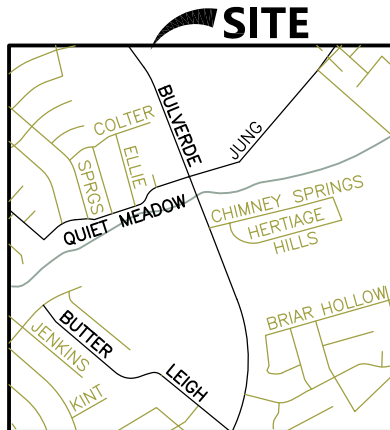 SITE
BULVERDE
COLTER
JUNG
ELLIE
SPRGS
CHIMNEY SPRINGS
QUIET MEADOW
HERTIAGE
HILLS
BRIAR HOLLOW
BUTTER
JENKINS
LEIGH
KINT